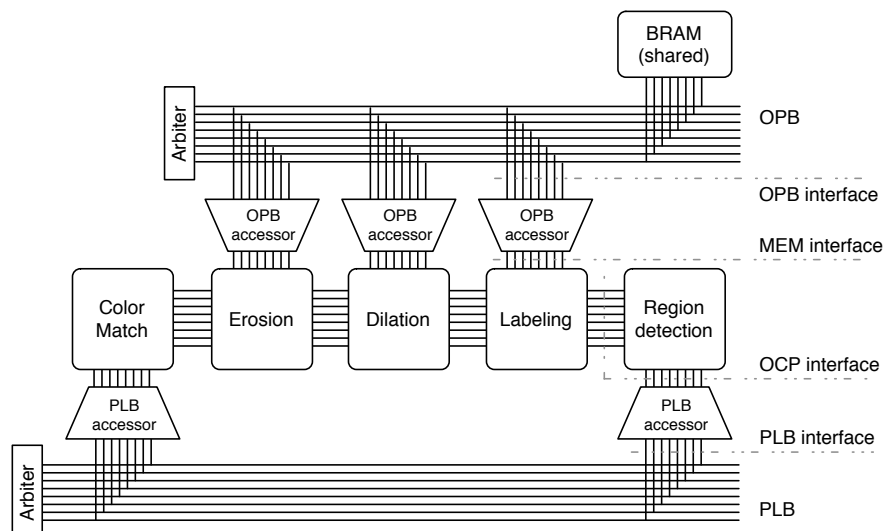 BRAM
(shared)
Arbiter
OPB
OPB interface
OPB
accessor
OPB
accessor
OPB
accessor
MEM interface
Color
Match
Erosion
Dilation
Labeling
Region
detection
OCP interface
PLB
accessor
PLB
accessor
PLB interface
Arbiter
PLB